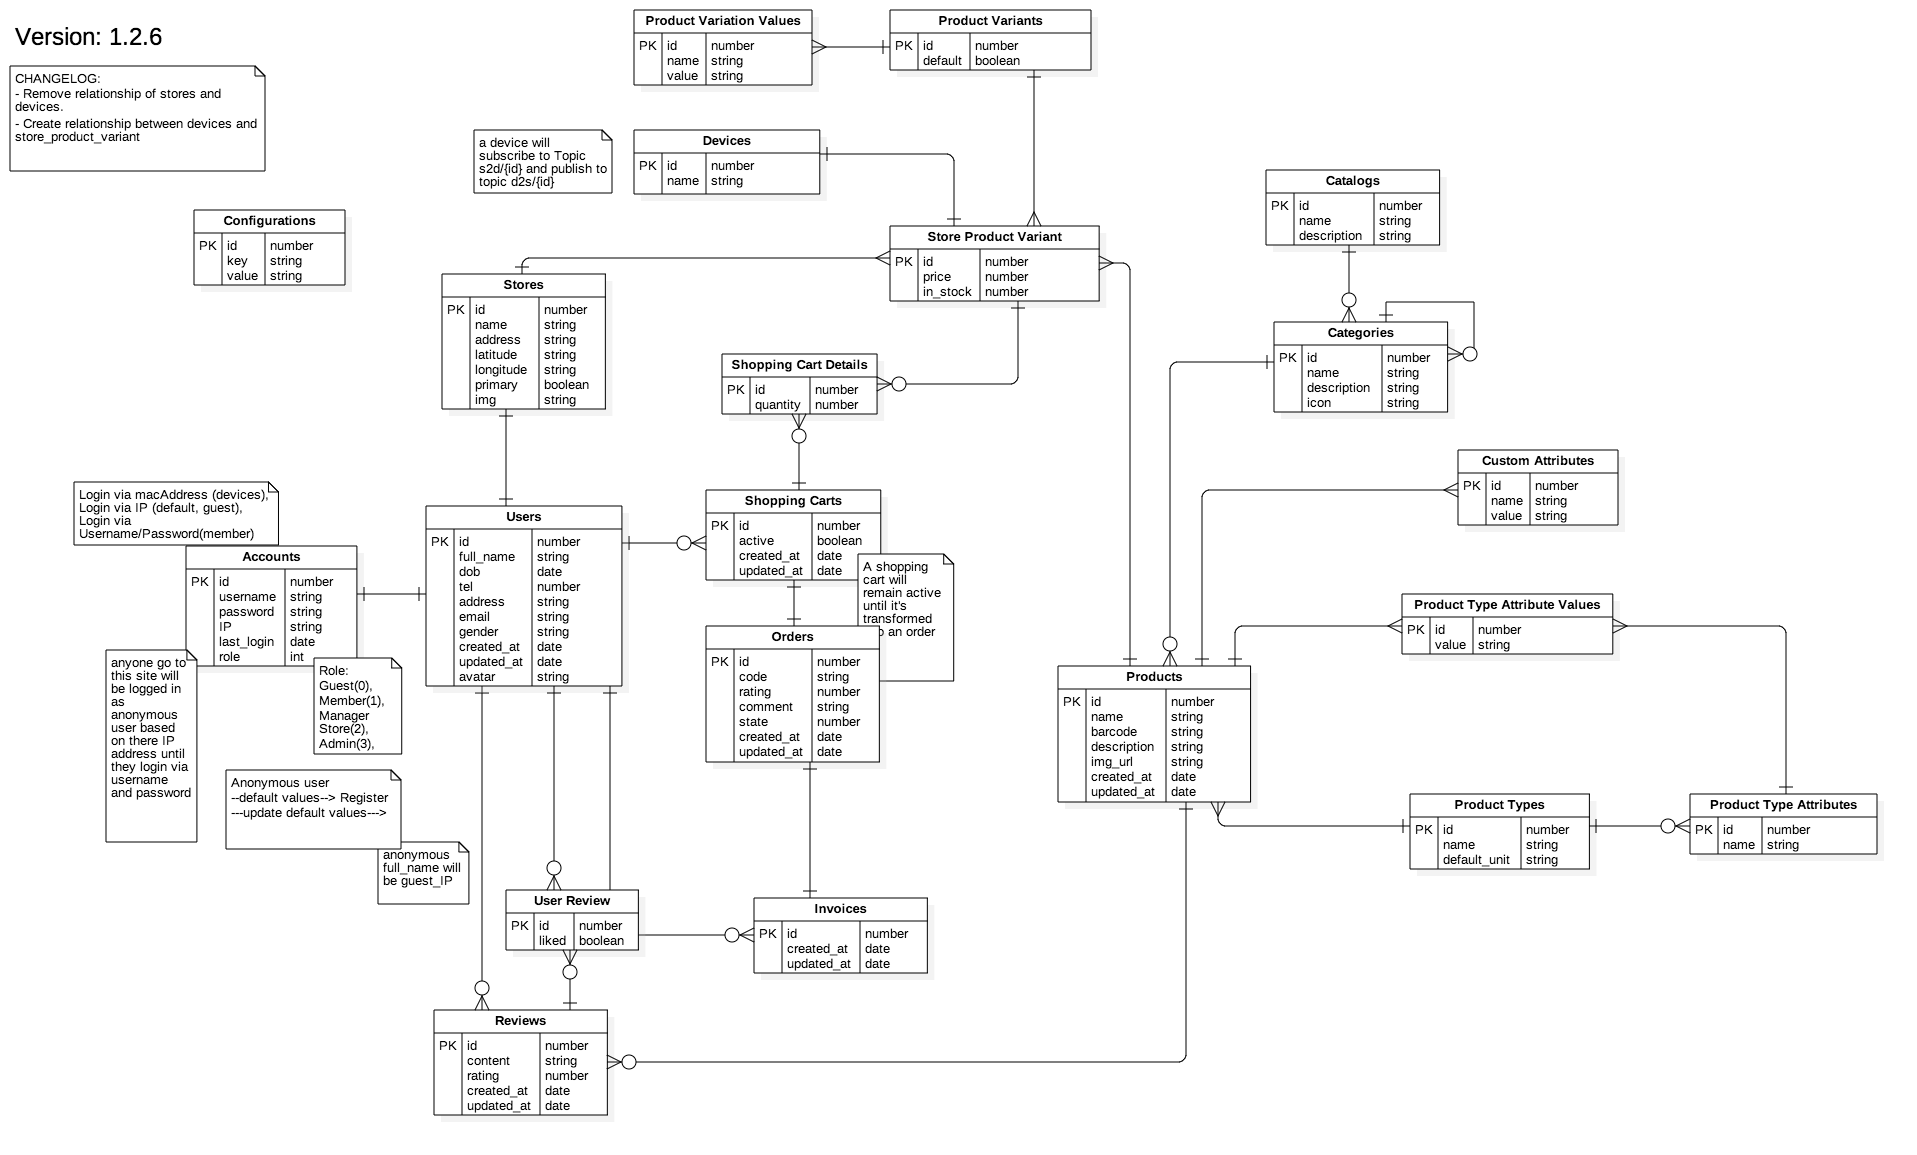 Version: 1.2.6
CHANGELOG:
- Remove relationship of stores and
devices.
- Create relationship between devices and
store_product_variant
Product Variation Values
PK id number
name string
value string
Product Variants
PK id number
default boolean
a device will
subscribe to Topic
s2d/{id} and publish to
topic d2s/{id}
Devices
PK id number
name string
Configurations
PK id number
key string
value string
Store Product Variant
PK id number
price number
in_stock number
Catalogs
PK id number
name string
description string
Stores
PK id number
name string
address string
latitude string
longitude string
primary boolean
img string
Categories
PK id number
name string
description string
icon string
Shopping Cart Details
PK id number
quantity number
Custom Attributes
PK id number
name string
value string
Login via macAddress (devices),
Login via IP (default, guest),
Login via
Username/Password(member)
Accounts
PK id number
username string
password string
IP string
last_login date
role int
Users
PK id number
full_name string
dob date
tel number
address string
email string
gender string
created_at date
updated_at date
avatar string
Shopping Carts
PK id number
active boolean
created_at date
updated_at date
A shopping
cart will
remain active
until it's
transformed
an order
Orders
PK id number
code string
rating number
comment string
state number
created_at date
updated_at date
Product Type Attribute Values
PK id number
value string
anyone go to
this site will
be logged in
as
anonymous
user based
on there IP
address until
they login via
username
and password
Role:
Guest(0),
Member(1),
Manager
Store(2),
Admin(3),
Products
PK id number
name string
barcode string
description string
img_url string
created_at date
updated_at date
Anonymous user
--default values--> Register
---update default values--->
anonymous
full_name will
be guest_IP
Product Types
PK id number
name string
default_unit string
Product Type Attributes
PK id number
name string
User Review
PK id number
liked boolean
Invoices
PK id number
created_at date
updated_at date
Reviews
PK id number
content string
rating number
created_at date
updated_at date